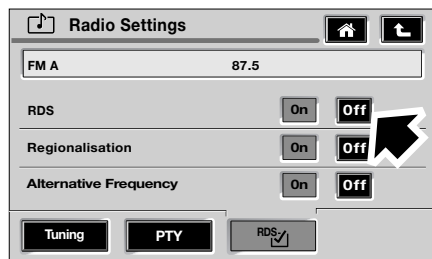 Radio Settings
FM A 87.5
RDS On Off
Regionalisation On Off
Alternative Frequency On Off
Tuning PTY RDS